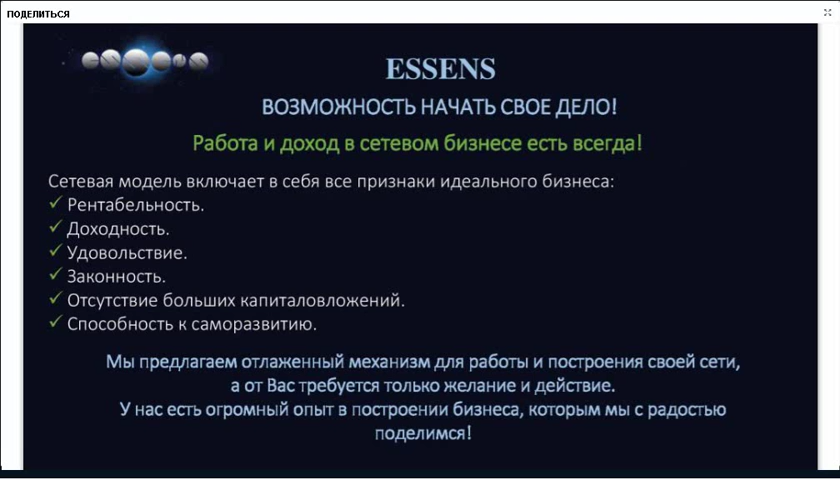 ПОДЕЛИТЬСЯ
ESSENS
ВОЗМОЖНОСТЬ НАЧАТЬ СВОЕ ДЕЛО!
Работа и доход в сетевом бизнесе есть всегда!
Сетевая модель включает в себя все признаки идеального бизнеса:
✓ Рентабельность.
✓ Доходность.
✓ Удовольствие.
✓ Законность.
✓ Отсутствие больших капиталовложений.
✓ Способность к саморазвитию.
Мы предлагаем отлаженный механизм для работы и построения своей сети,
а от Вас требуется только желание и действие.
У нас есть огромный опыт в построении бизнеса, которым мы с радостью
поделимся!